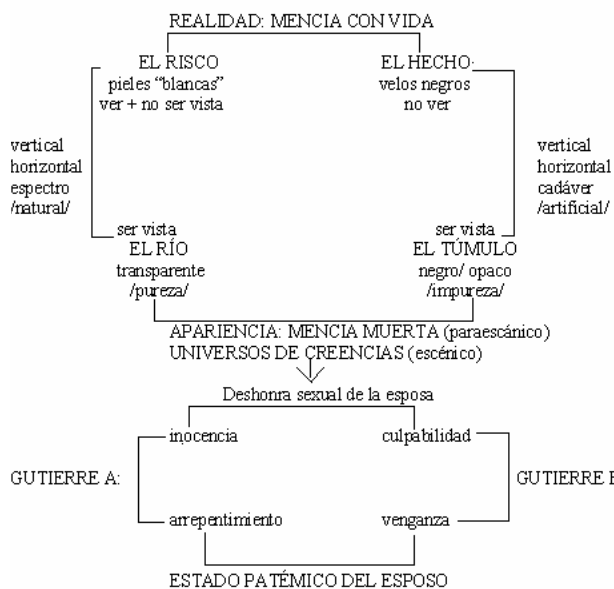 REALIDAD: MENCIA CON VIDA
EL RISCO
pieles “blancas”
ver + no ser vista
EL HECHO
velos negros
no ver
vertical
horizontal
espectro
/natural/
vertical
horizontal
cadáver
/artificial/
ser vista
EL RÍO
transparente
/pureza/
ser vista
EL TÚMULO
negro/ opaco
/impureza/
APARIENCIA: MENCIA MUERTA (paraescánico)
UNIVERSOS DE CREENCIAS (escénico)
Deshonra sexual de la esposa
inocencia
culpabilidad
GUTIERRE A:
GUTIERRE
arrepentimiento
venganza
ESTADO PATÉMICO DEL ESPOSO